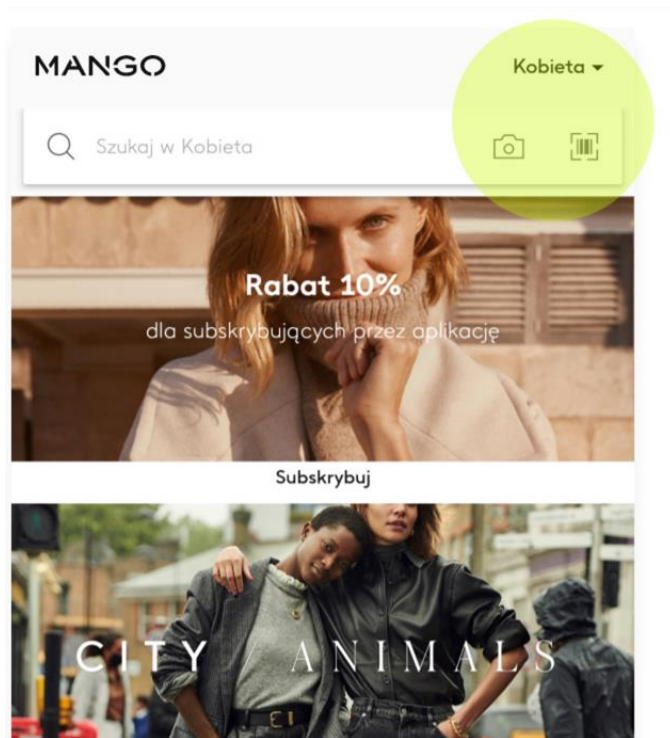 MANGO
Kobieta
Szukaj w Kobieta
Rabat 10%
dla subskrybujących przez aplikację
Subskrybuj
CITY / ANIMALS